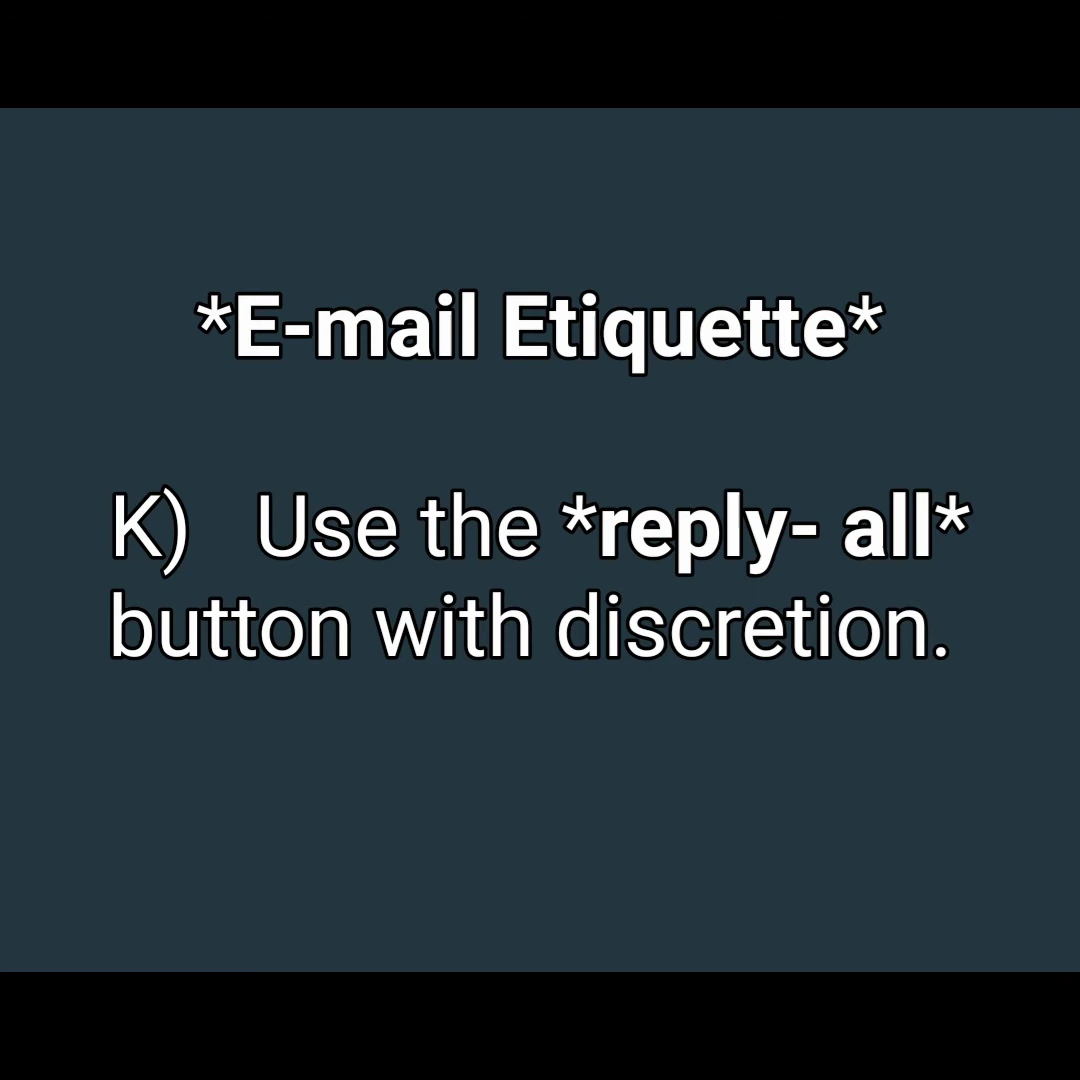 *E-mail Etiquette*
K)   Use the *reply- all*
button with discretion.